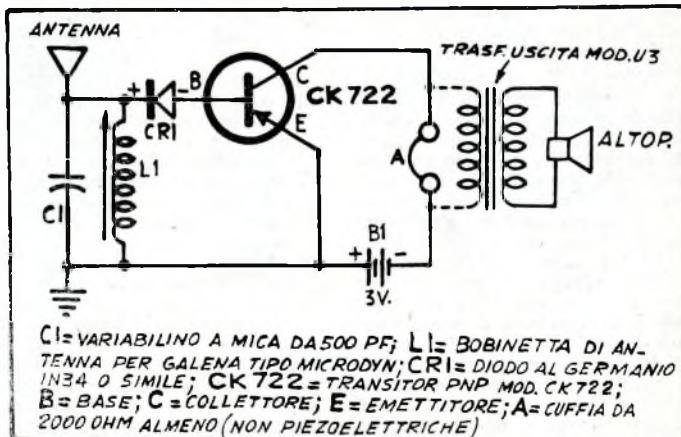 ANTENNA
TRASF. USCITA MOD. U3
+
-
B
C
CK722
E
CR1
L1
C1
A
ALTOP.
B1
+
-
3V.
C1= VARIABILINO A MICA DA 500 PF; L1= BOBINETTA DI AN-
TENNA PER GALENA TIPO MICRODYN; CR1= DIODO AL GERMANIO
1N34 O SIMILE; CK722 = TRANSITOR PNP MOD. CK722;
B= BASE; C= COLLETTORE; E= EMETTITORE; A= CUFFIA DA
2000 OHM ALMENO (NON PIEZOELETTRICHE)